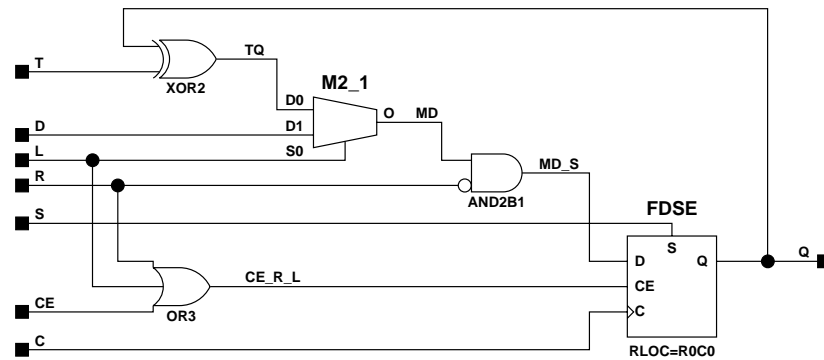 T
TQ
XOR2
M2_1
D0
O
MD
D
D1
L
S0
R
MD_S
AND2B1
S
FDSE
S
D
Q
Q
CE_R_L
CE
CE
OR3
C
C
RLOC=R0C0